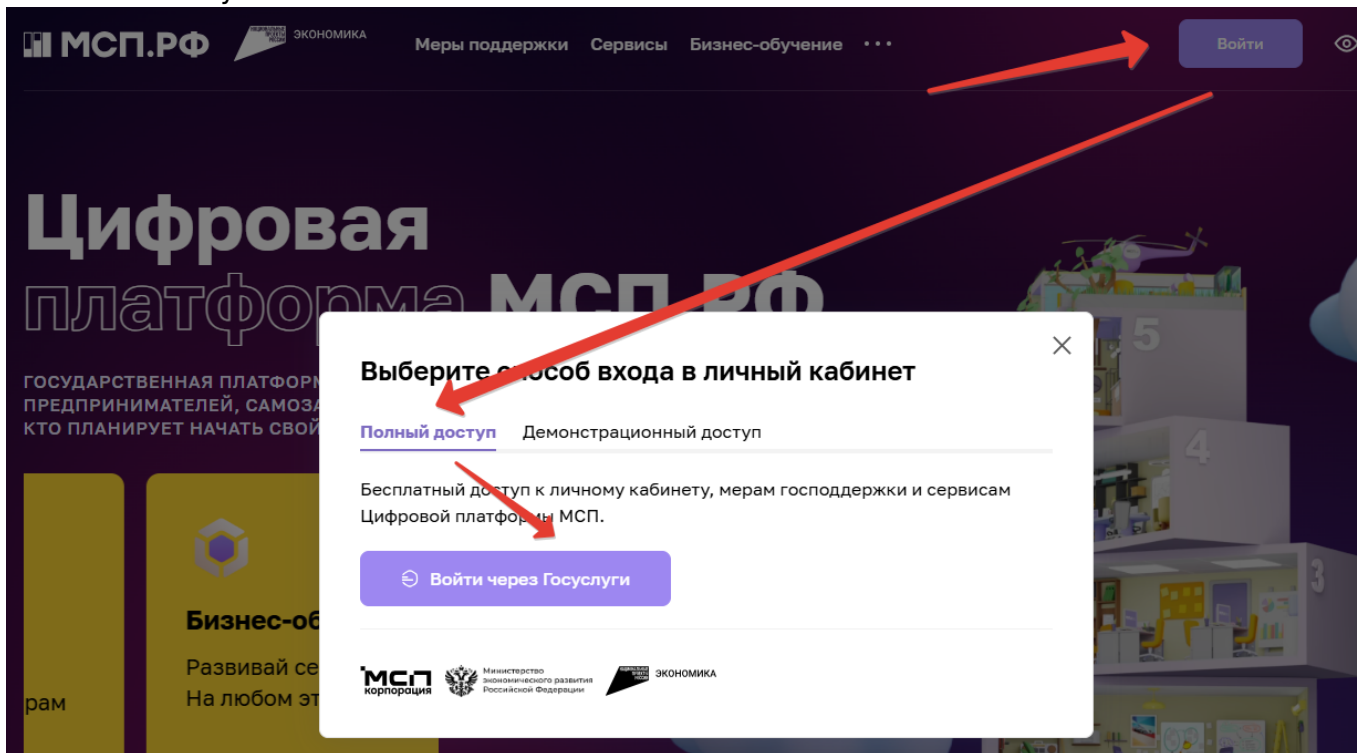 МСП.РФ
НАЦИОНАЛЬНЫЕ
ПРОЕКТЫ
РОССИИ
ЭКОНОМИКА
Меры поддержки Сервисы Бизнес-обучение ···
Войти
Цифровая
платформа МСП.РФ
ГОСУДАРСТВЕННАЯ ПЛАТФОРМ
ПРЕДПРИНИМАТЕЛЕЙ, САМОЗА
КТО ПЛАНИРУЕТ НАЧАТЬ СВОЙ
Выберите способ входа в личный кабинет
Полный доступ Демонстрационный доступ
Бесплатный доступ к личному кабинету, мерам господдержки и сервисам
Цифровой платформы МСП.
Войти через Госуслуги
МСП
корпорация
Министерство
экономического развития
Российской Федерации
ЭКОНОМИКА
Бизнес-об
Развивай се
На любом эт
рам
5
4
3